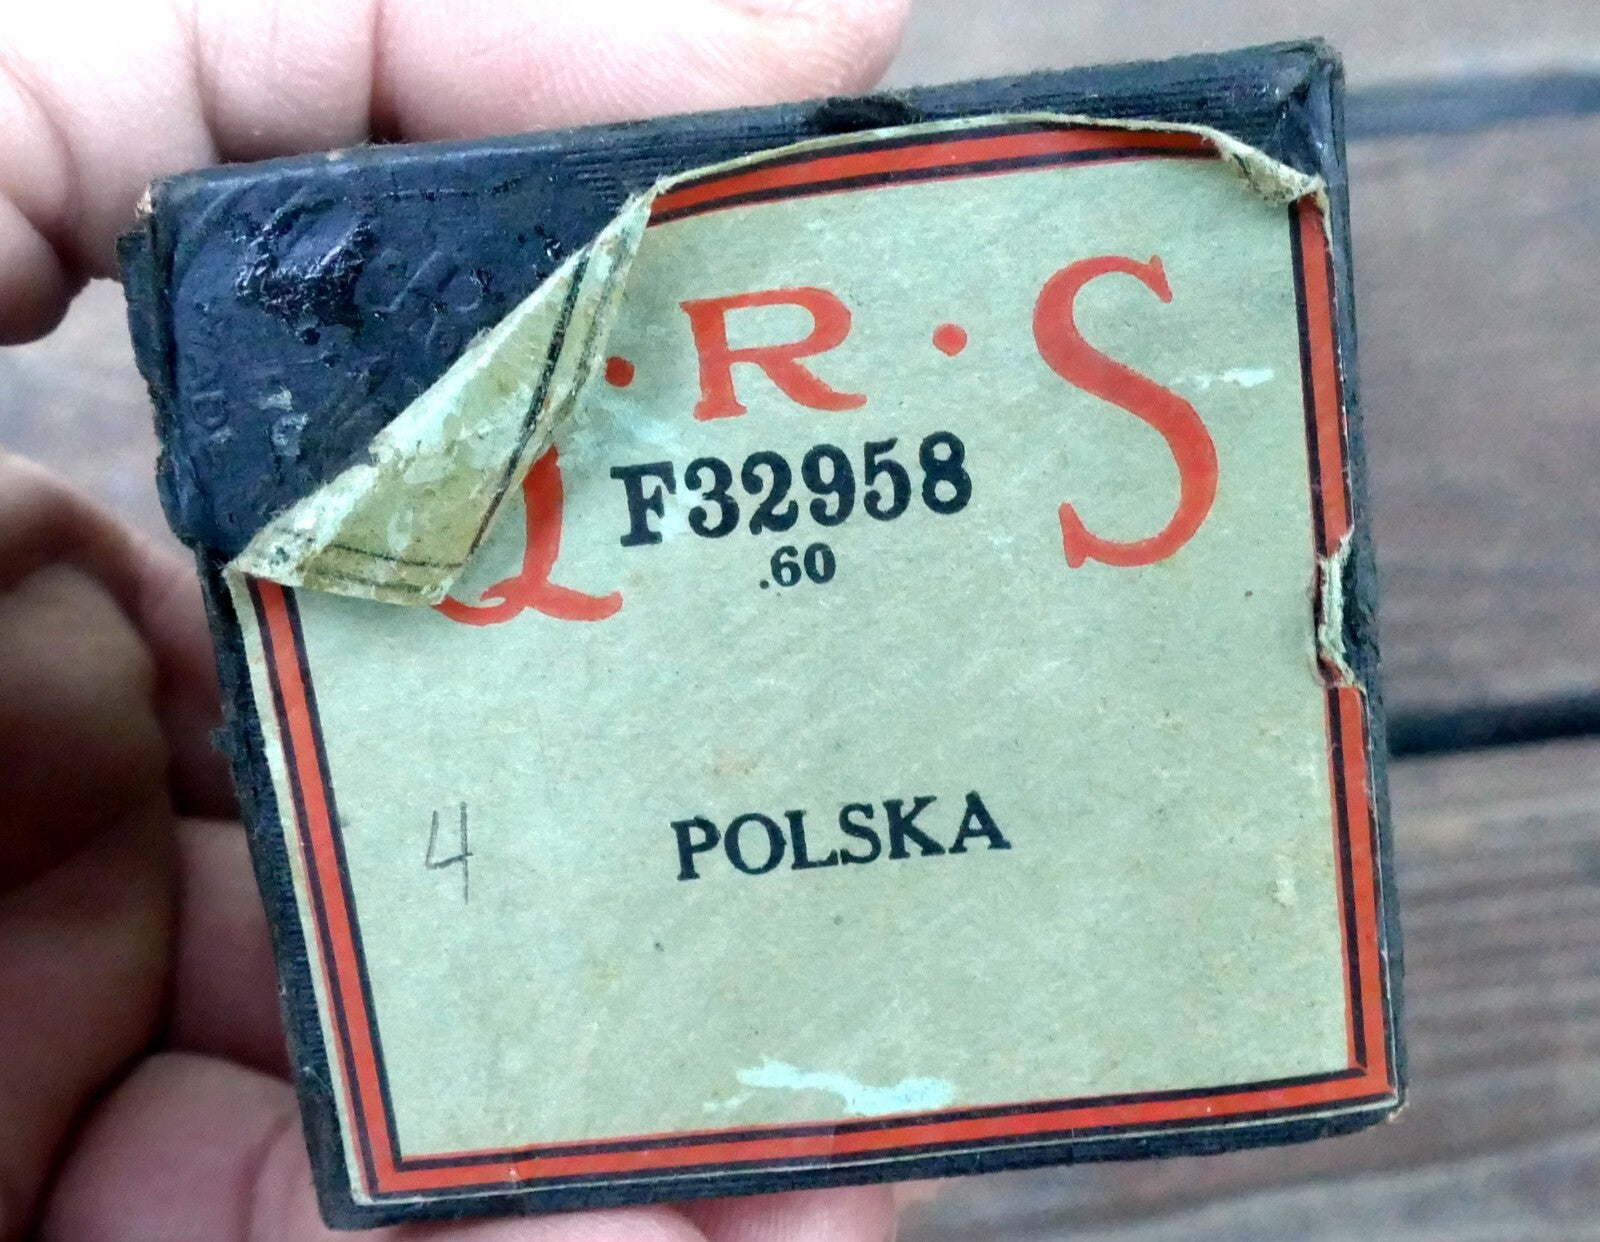 Q·R·S
F32958
.60
4
POLSKA